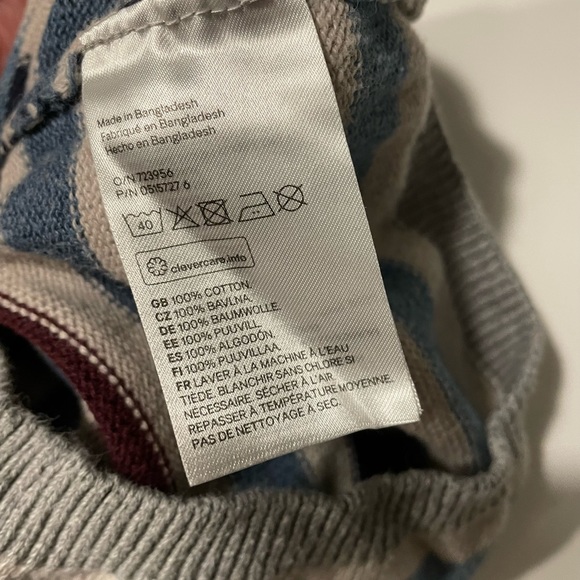 Made in Bangladesh
Fabriqué en Bangladesh
Hecho en Bangladesh
O/N 723956
P/N 0515727 6
40
clevercare.info
GB 100% COTTON.
CZ 100% BAVLNA.
DE 100% BAUMWOLLE.
EE 100% PUUVILL
ES 100% ALGODÓN.
FI 100% PUUVILLAA
FR LAVER À LA MACHINE À L'EAU
TIEDE. BLANCHIR SANS CHLORE SI
NECESSAIRE. SÉCHER À L'AIR.
REPASSER À TEMPÉRATURE MOYENNE.
PAS DE NETTOYAGE À SEC.